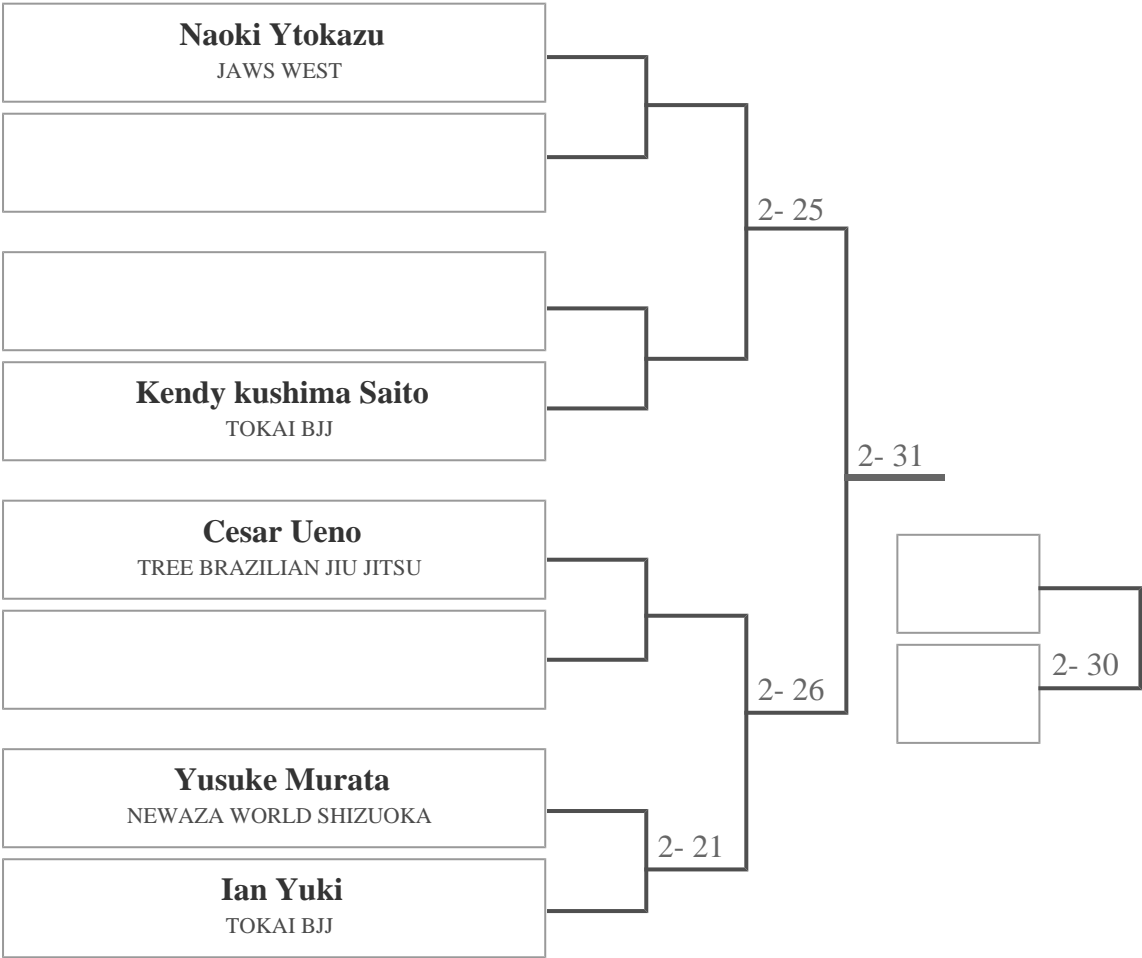 Naoki Ytokazu
JAWS WEST
2- 25
Kendy kushima Saito
TOKAI BJJ
2- 31
Cesar Ueno
TREE BRAZILIAN JIU JITSU
2- 30
2- 26
Yusuke Murata
NEWAZA WORLD SHIZUOKA
2- 21
Ian Yuki
TOKAI BJJ